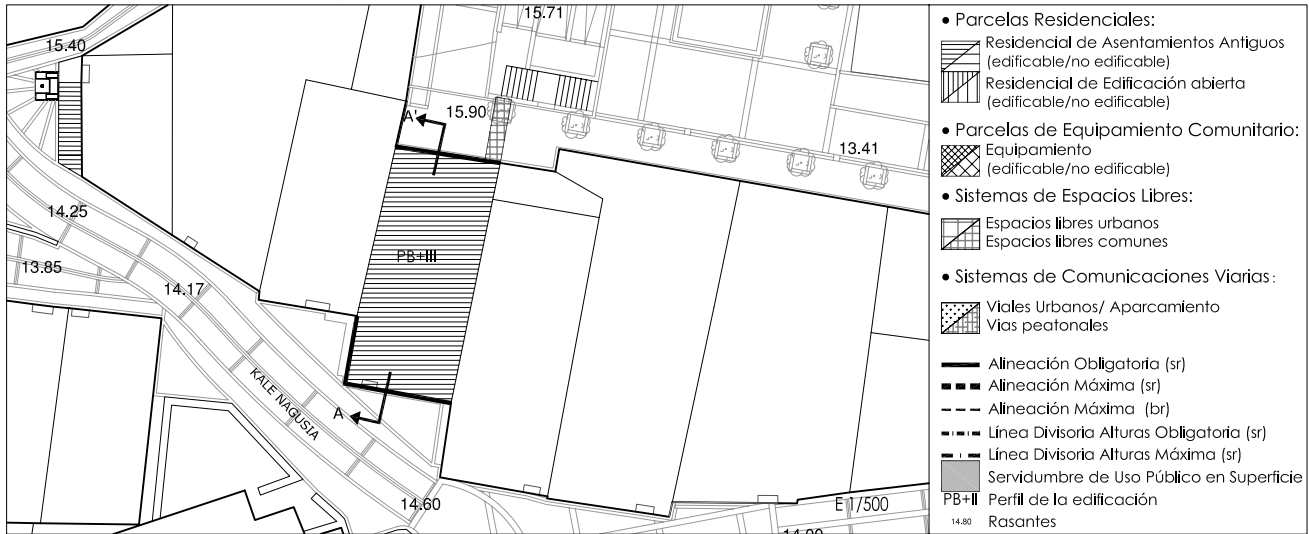 15.71
15.40
15.90
A'
13.41
14.25
13.85
PB+III
14.17
KALE NAGUSIA
A
14.60
E 1/500
• Parcelas Residenciales:
Residencial de Asentamientos Antiguos
(edificable/no edificable)
Residencial de Edificación abierta
(edificable/no edificable)
• Parcelas de Equipamiento Comunitario:
Equipamiento
(edificable/no edificable)
• Sistemas de Espacios Libres:
Espacios libres urbanos
Espacios libres comunes
• Sistemas de Comunicaciones Viarias:
Viales Urbanos/ Aparcamiento
Vias peatonales
Alineación Obligatoria (sr)
Alineación Máxima (sr)
Alineación Máxima (br)
Línea Divisoria Alturas Obligatoria (sr)
Línea Divisoria Alturas Máxima (sr)
Servidumbre de Uso Público en Superficie
PB+II Perfil de la edificación
14.80 Rasantes